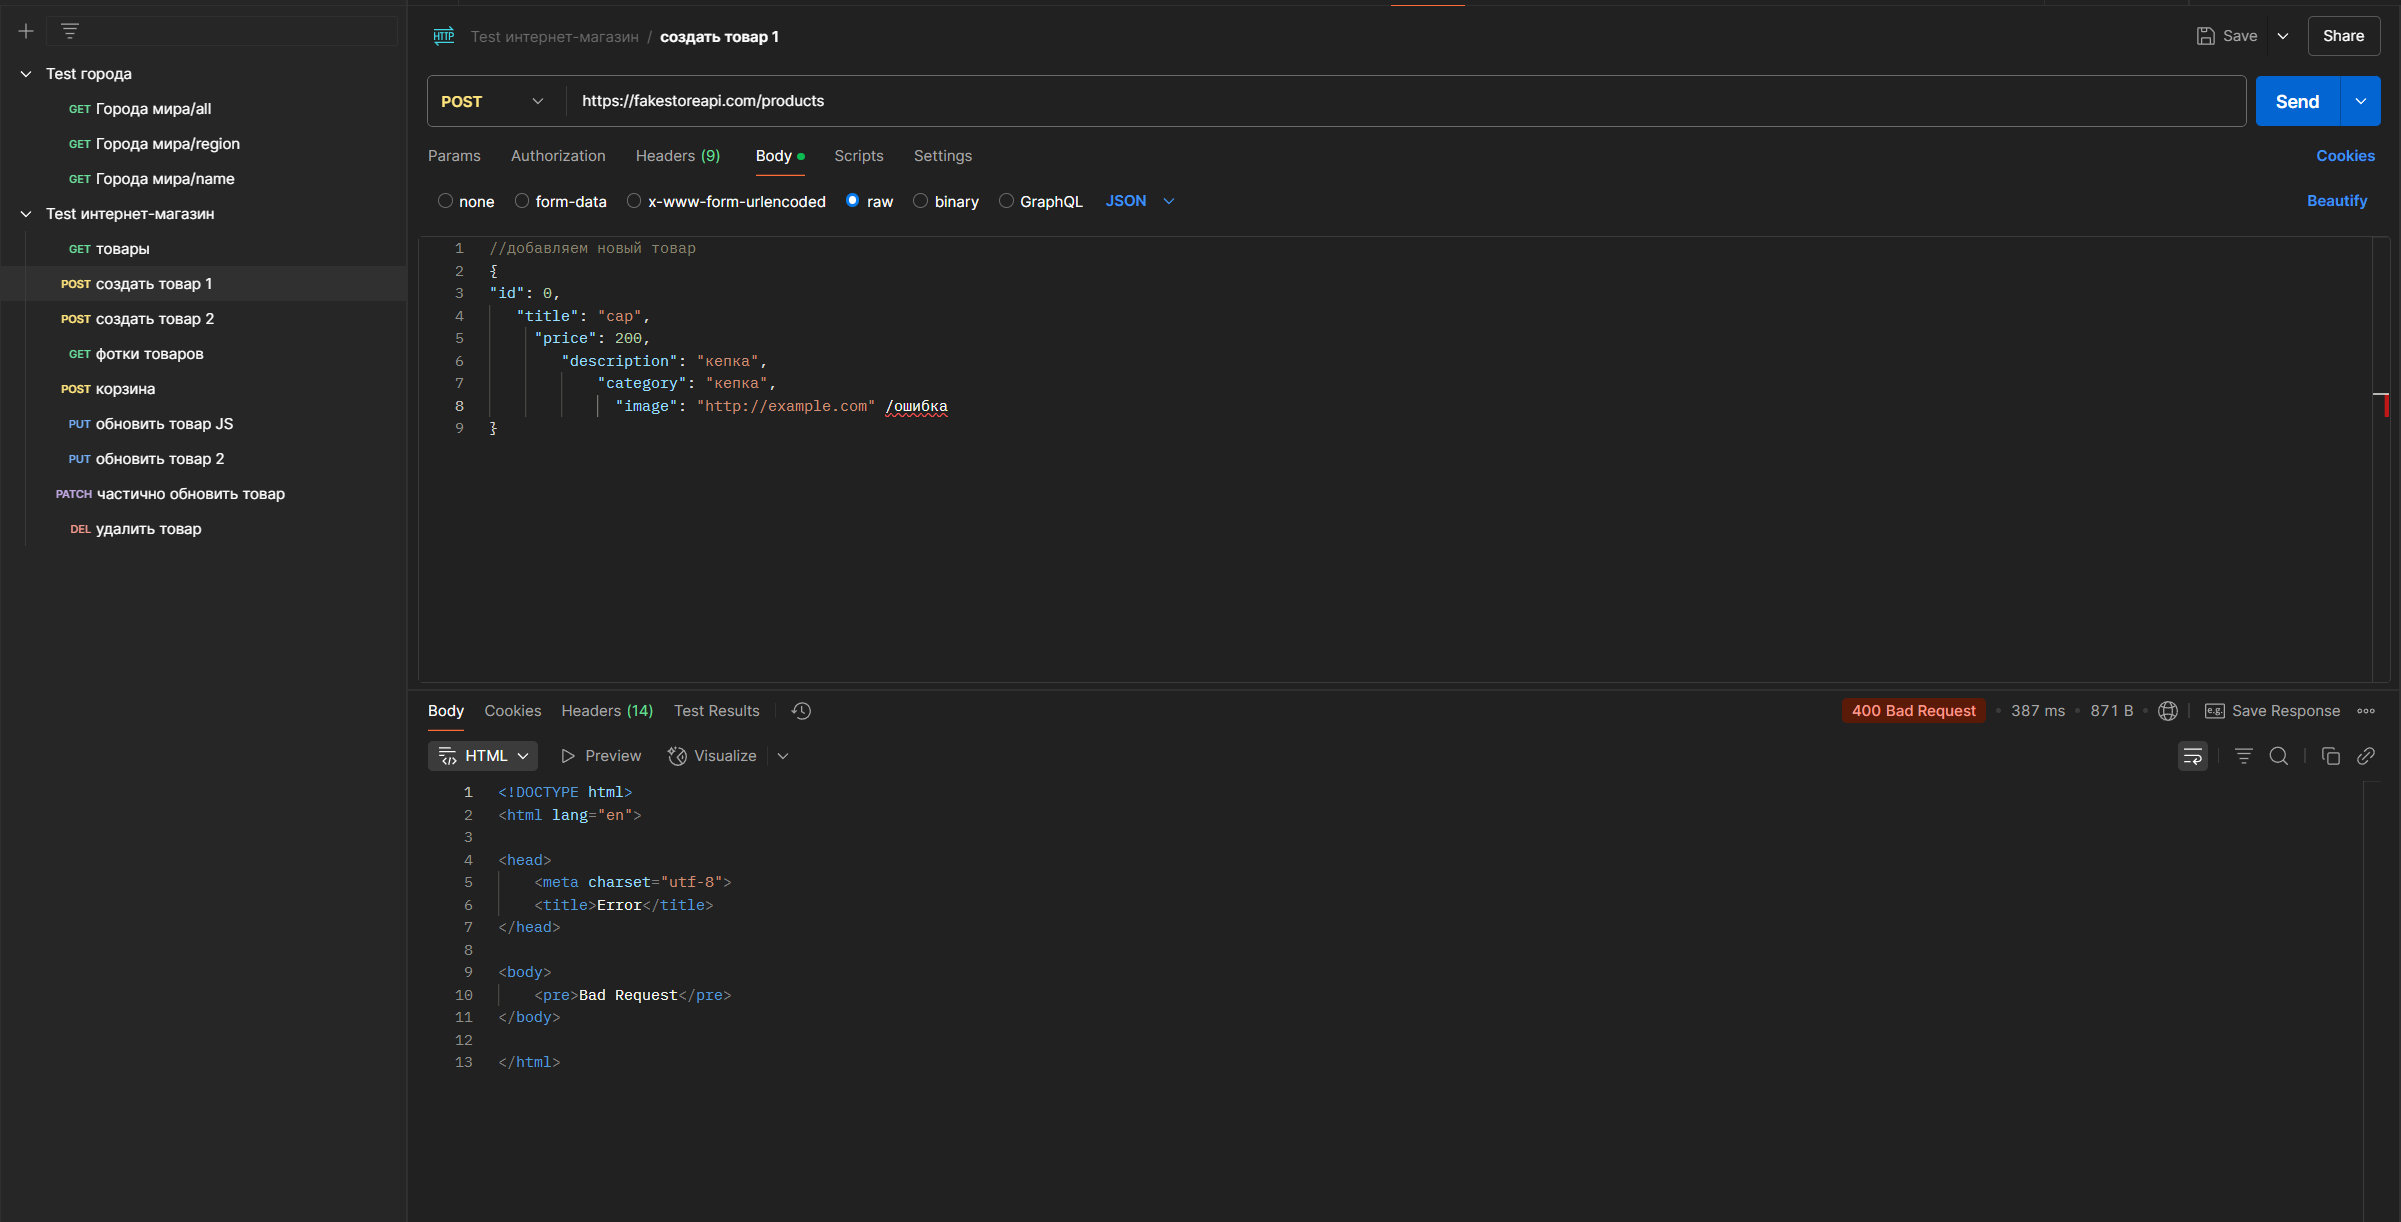 Test города
GET Города мира/all
GET Города мира/region
GET Города мира/name
Test интернет-магазин
GET товары
POST создать товар 1
POST создать товар 2
GET фотки товаров
POST корзина
PUT обновить товар JS
PUT обновить товар 2
PATCH частично обновить товар
DEL удалить товар
HTTP Test интернет-магазин / создать товар 1
Save Share
POST https://fakestoreapi.com/products Send
Params Authorization Headers (9) Body Scripts Settings Cookies
none form-data x-www-form-urlencoded raw binary GraphQL JSON Beautify
1 //добавляем новый товар
2 {
3 "id": 0,
4 "title": "cap",
5 "price": 200,
6 "description": "кепка",
7 "category": "кепка",
8 "image": "http://example.com" /ошибка
9 }
Body Cookies Headers (14) Test Results 400 Bad Request • 387 ms • 871 B • e.g. Save Response
HTML Preview Visualize
1 <!DOCTYPE html>
2 <html lang="en">
3
4 <head>
5 <meta charset="utf-8">
6 <title>Error</title>
7 </head>
8
9 <body>
10 <pre>Bad Request</pre>
11 </body>
12
13 </html>